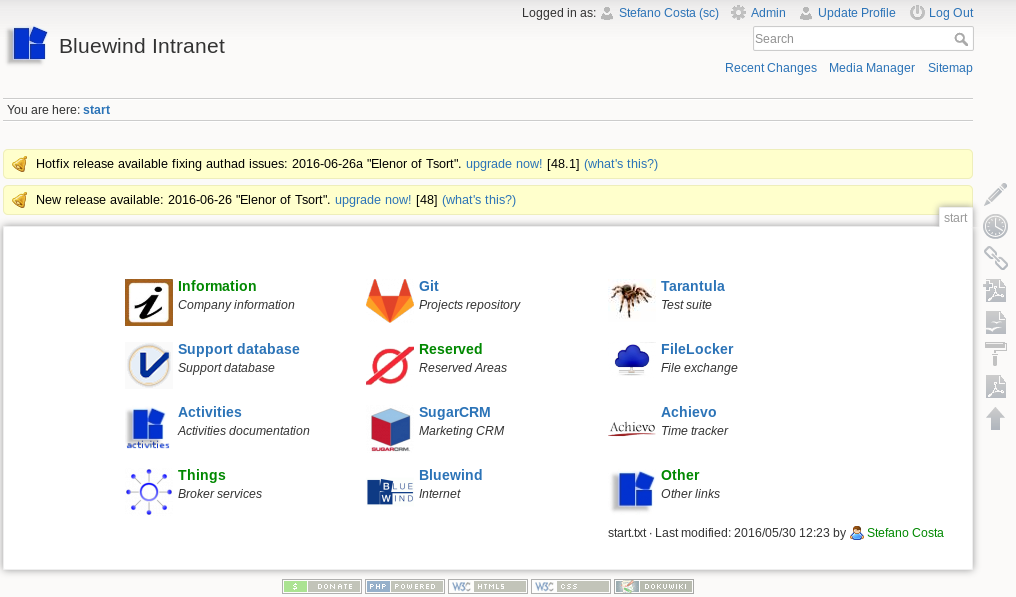 Logged in as: Stefano Costa (sc) Admin Update Profile Log Out
Bluewind Intranet
Search
Recent Changes Media Manager Sitemap
You are here: start
Hotfix release available fixing authad issues: 2016-06-26a "Elenor of Tsort". upgrade now! [48.1] (what's this?)
New release available: 2016-06-26 "Elenor of Tsort". upgrade now! [48] (what's this?)
start
Information Git Tarantula
Company information Projects repository Test suite
Support database Reserved FileLocker
Support database Reserved Areas File exchange
Activities SugarCRM Achievo
Activities documentation Marketing CRM Achievo Time tracker
activities SUGARCRM
Things Bluewind Other
Broker services BLUE WIND Internet Other links
start.txt · Last modified: 2016/05/30 12:23 by Stefano Costa
$ DONATE PHP POWERED W3C HTML5 W3C CSS DOKUWIKI